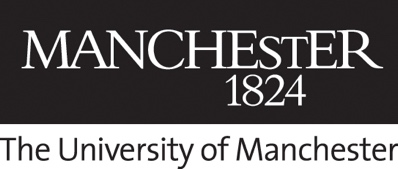 MANCHESTER
1824
The University of Manchester